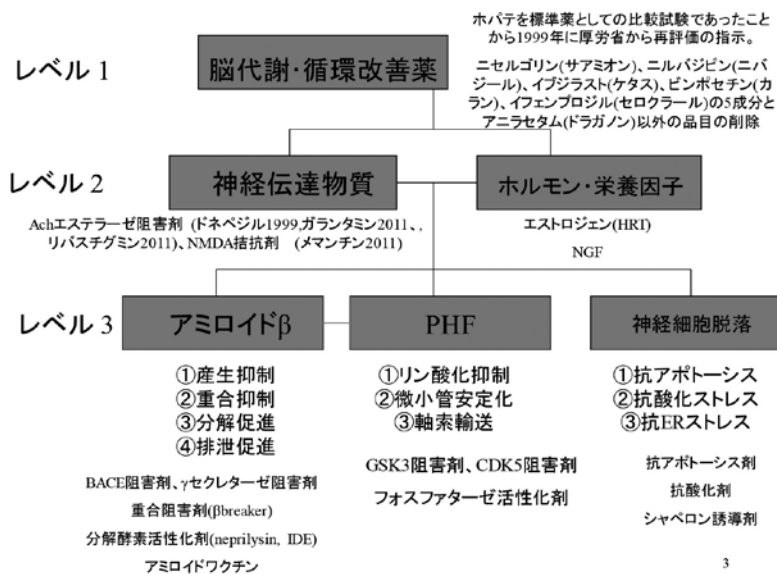 ホパテを標準薬としての比較試験であったこと
から1999年に厚労省から再評価の指示。
レベル 1
脳代謝・循環改善薬
ニセルゴリン(サアミオン)、ニルバジピン(ニバ
ジール)、イブジラスト(ケタス)、ビンポセチン(カ
ラン)、イフェンプロジル(セロクラール)の5成分と
アニラセタム(ドラガノン)以外の品目の削除
レベル 2
神経伝達物質
ホルモン・栄養因子
Achエステラーゼ阻害剤 (ドネペジル1999,ガランタミン2011、,
リバスチグミン2011)、NMDA拮抗剤 (メマンチン2011)
エストロジェン(HRT)
NGF
レベル 3
アミロイドβ
PHF
神経細胞脱落
①産生抑制
②重合抑制
③分解促進
④排泄促進
①リン酸化抑制
②微小管安定化
③軸索輸送
①抗アポトーシス
②抗酸化ストレス
③抗ERストレス
BACE阻害剤、γセクレターゼ阻害剤
重合阻害剤(βbreaker)
分解酵素活性化剤(neprilysin, IDE)
アミロイドワクチン
GSK3阻害剤、CDK5阻害剤
フォスファターゼ活性化剤
抗アポトーシス剤
抗酸化剤
シャペロン誘導剤
3